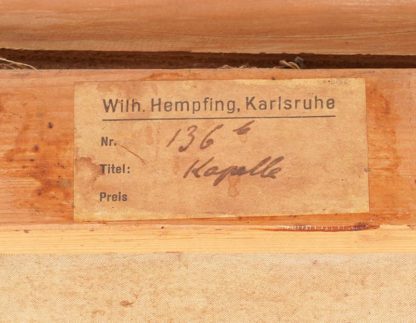 Wilh. Hempfing, Karlsruhe
Nr. 136 b
Titel: Kapelle
Preis